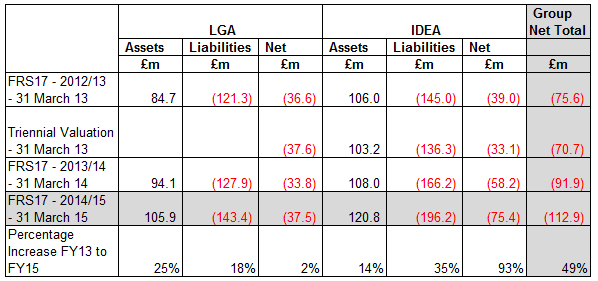 LGA IDEA Group Net Total
Assets Liabilities Net Assets Liabilities Net
£m £m £m £m £m £m £m
FRS17 - 2012/13 - 31 March 13 84.7 (121.3) (36.6) 106.0 (145.0) (39.0) (75.6)
Triennial Valuation - 31 March 13 (37.6) 103.2 (136.3) (33.1) (70.7)
FRS17 - 2013/14 - 31 March 14 94.1 (127.9) (33.8) 108.0 (166.2) (58.2) (91.9)
FRS17 - 2014/15 - 31 March 15 105.9 (143.4) (37.5) 120.8 (196.2) (75.4) (112.9)
Percentage Increase FY13 to FY15 25% 18% 2% 14% 35% 93% 49%